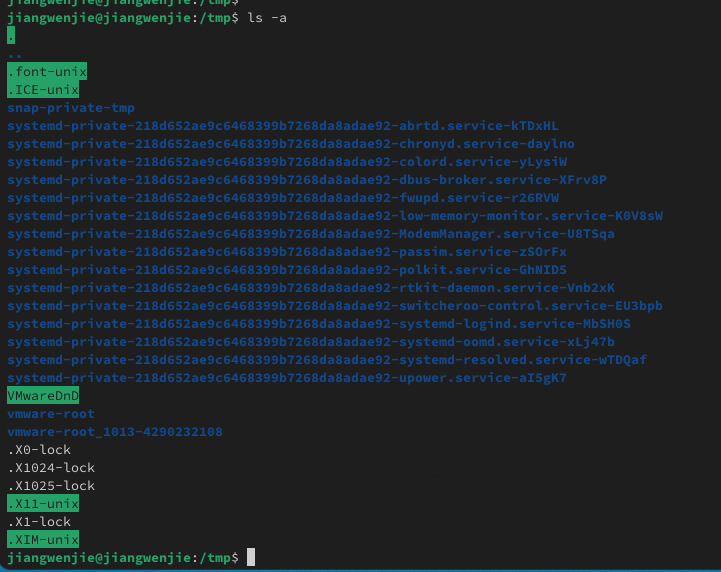 jiangwenjie@jiangwenjie:/tmp$
jiangwenjie@jiangwenjie:/tmp$ ls -a
.
..
.font-unix
.ICE-unix
snap-private-tmp
systemd-private-218d652ae9c6468399b7268da8adae92-abrtd.service-kTDxHL
systemd-private-218d652ae9c6468399b7268da8adae92-chronyd.service-daylno
systemd-private-218d652ae9c6468399b7268da8adae92-colord.service-yLysiW
systemd-private-218d652ae9c6468399b7268da8adae92-dbus-broker.service-XFrv8P
systemd-private-218d652ae9c6468399b7268da8adae92-fwupd.service-r26RVW
systemd-private-218d652ae9c6468399b7268da8adae92-low-memory-monitor.service-K0V8sW
systemd-private-218d652ae9c6468399b7268da8adae92-ModemManager.service-U8TSqa
systemd-private-218d652ae9c6468399b7268da8adae92-passim.service-zSOrFx
systemd-private-218d652ae9c6468399b7268da8adae92-polkit.service-GhNID5
systemd-private-218d652ae9c6468399b7268da8adae92-rtkit-daemon.service-Vnb2xK
systemd-private-218d652ae9c6468399b7268da8adae92-switcheroo-control.service-EU3bpb
systemd-private-218d652ae9c6468399b7268da8adae92-systemd-logind.service-MbSH0S
systemd-private-218d652ae9c6468399b7268da8adae92-systemd-oomd.service-xLj47b
systemd-private-218d652ae9c6468399b7268da8adae92-systemd-resolved.service-wTDQaf
systemd-private-218d652ae9c6468399b7268da8adae92-upower.service-aI5gK7
VMwareDnD
vmware-root
vmware-root_1013-4290232108
.X0-lock
.X1024-lock
.X1025-lock
.X11-unix
.X1-lock
.XIM-unix
jiangwenjie@jiangwenjie:/tmp$